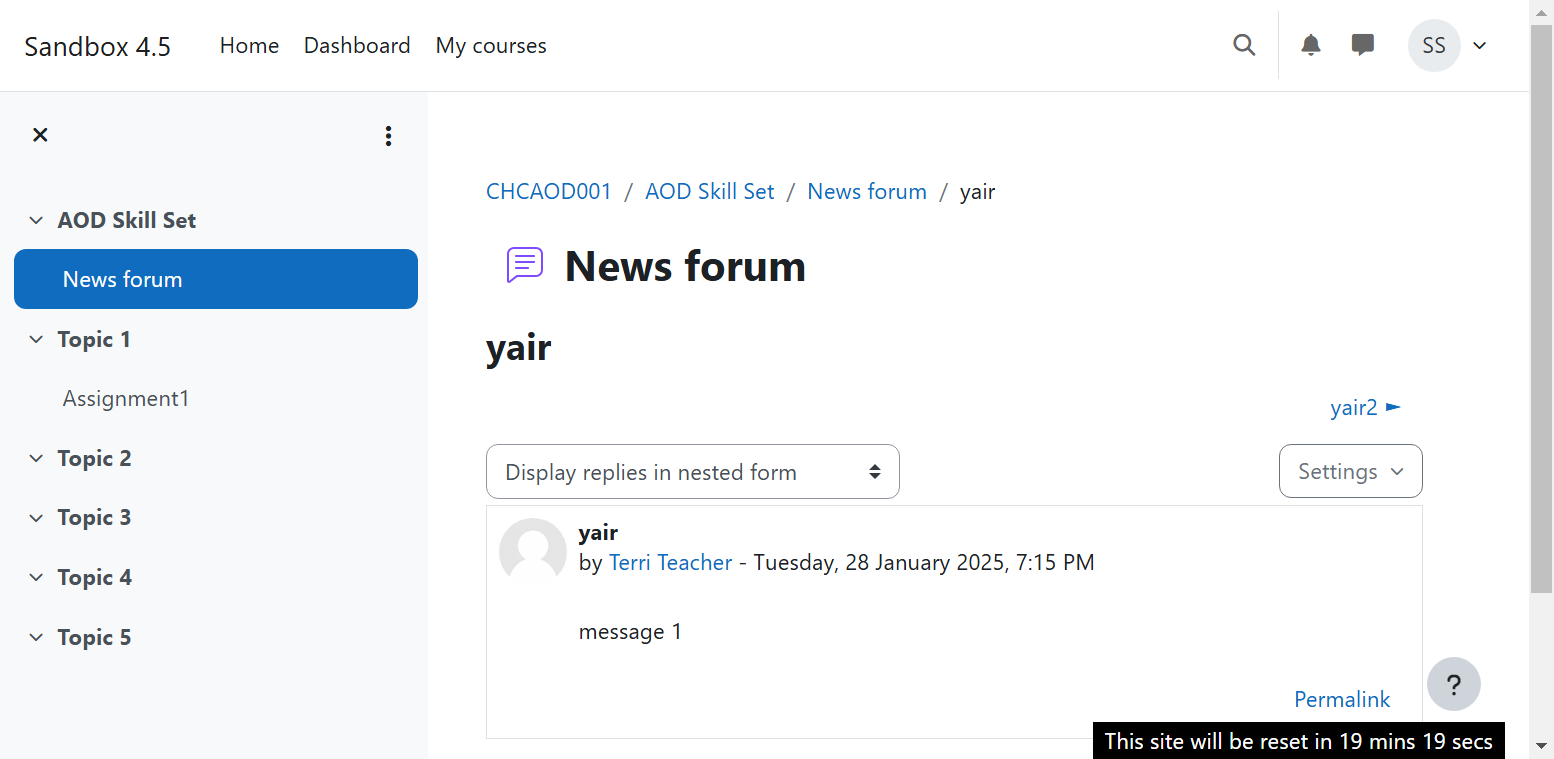 Sandbox 4.5 Home Dashboard My courses SS
AOD Skill Set
News forum
Topic 1
Assignment1
Topic 2
Topic 3
Topic 4
Topic 5
CHCAOD001 / AOD Skill Set / News forum / yair
News forum
yair
yair2 ►
Display replies in nested form Settings
yair
by Terri Teacher - Tuesday, 28 January 2025, 7:15 PM
message 1
Permalink
?
This site will be reset in 19 mins 19 secs